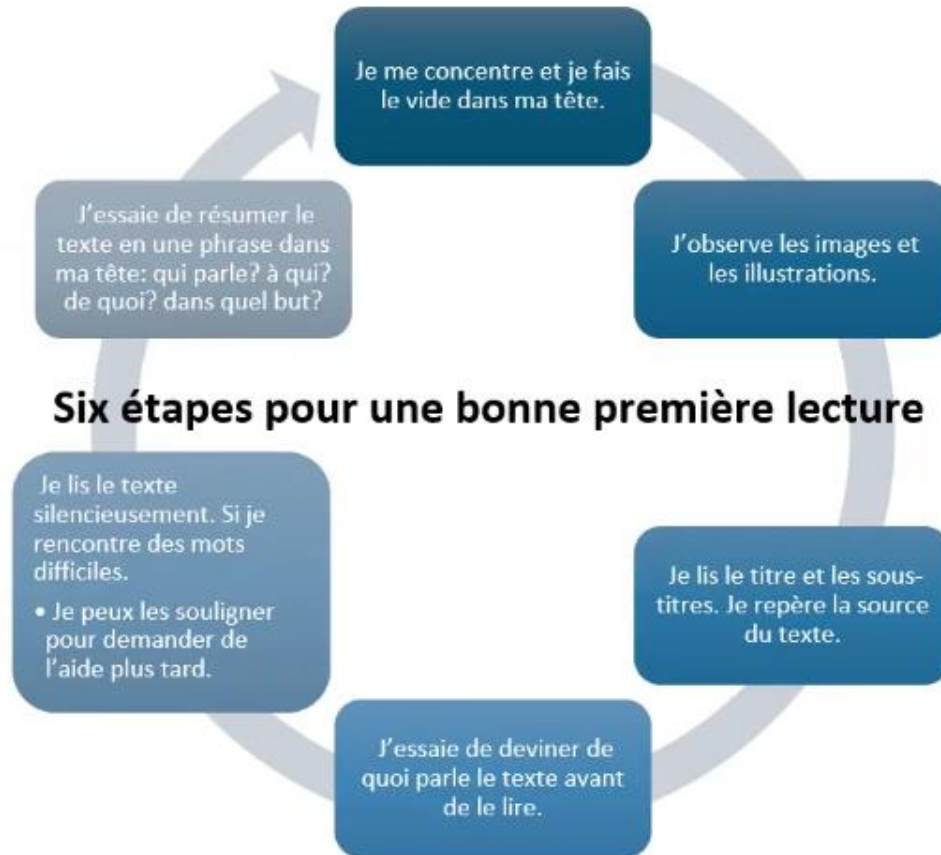 Six étapes pour une bonne première lecture
Je me concentre et je fais
le vide dans ma tête.
J'observe les images et
les illustrations.
Je lis le titre et les sous-
titres. Je repère la source
du texte.
J'essaie de deviner de
quoi parle le texte avant
de le lire.
Je lis le texte
silencieusement. Si je
rencontre des mots
difficiles.
• Je peux les souligner
pour demander de
l'aide plus tard.
J'essaie de résumer le
texte en une phrase dans
ma tête: qui parle? à qui?
de quoi? dans quel but?